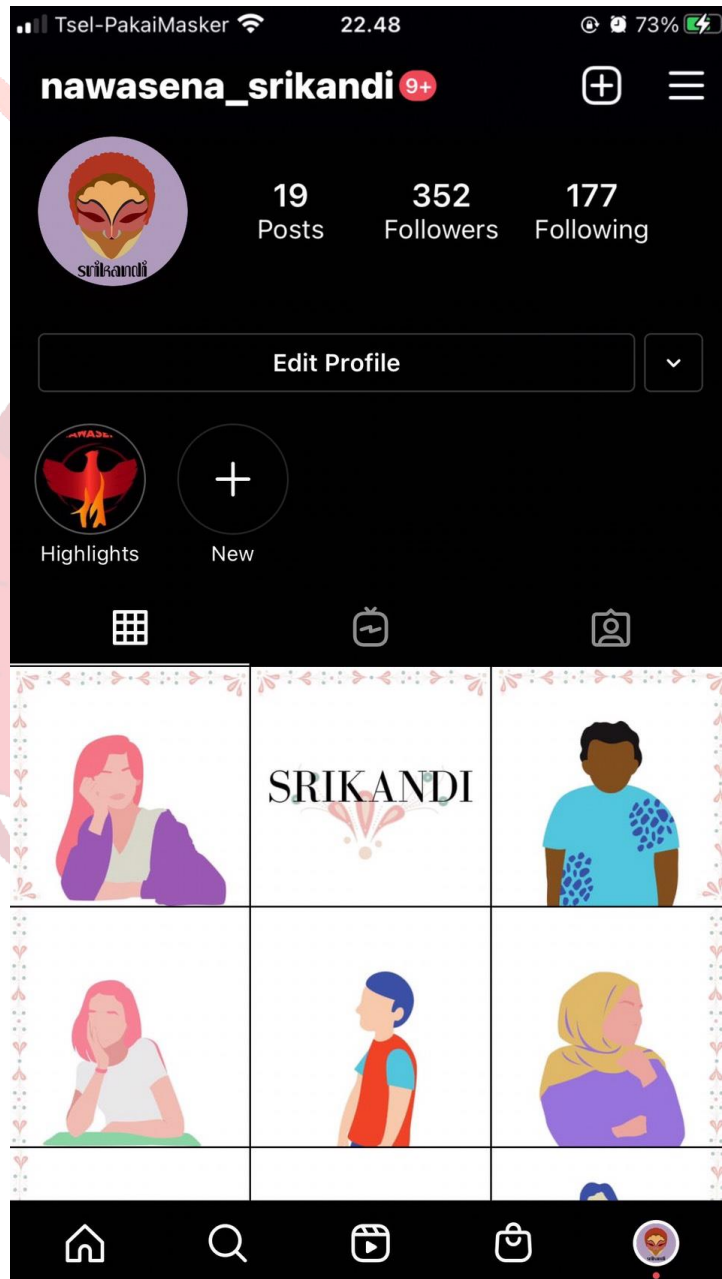 Tsel-PakaiMasker 22.48 73%
nawasena_srikandi 9+
srikandi
19 352 177
Posts Followers Following
Edit Profile
Highlights New
SRIKANDI